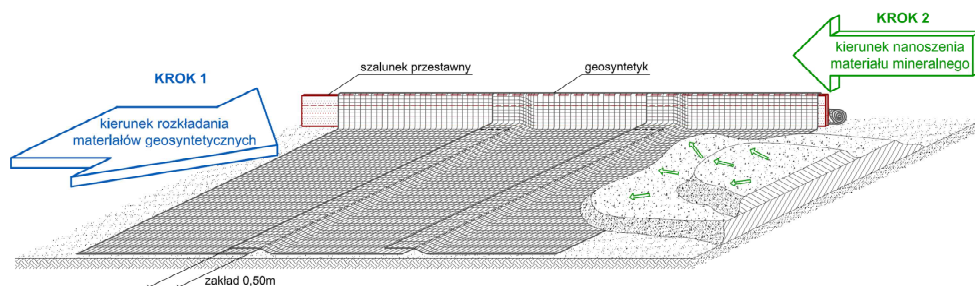 KROK 1
kierunek rozkładania
materiałów geosyntetycznych
szalunek przestawny
geosyntetyk
KROK 2
kierunek nanoszenia
materiału mineralnego
zakład 0,50m